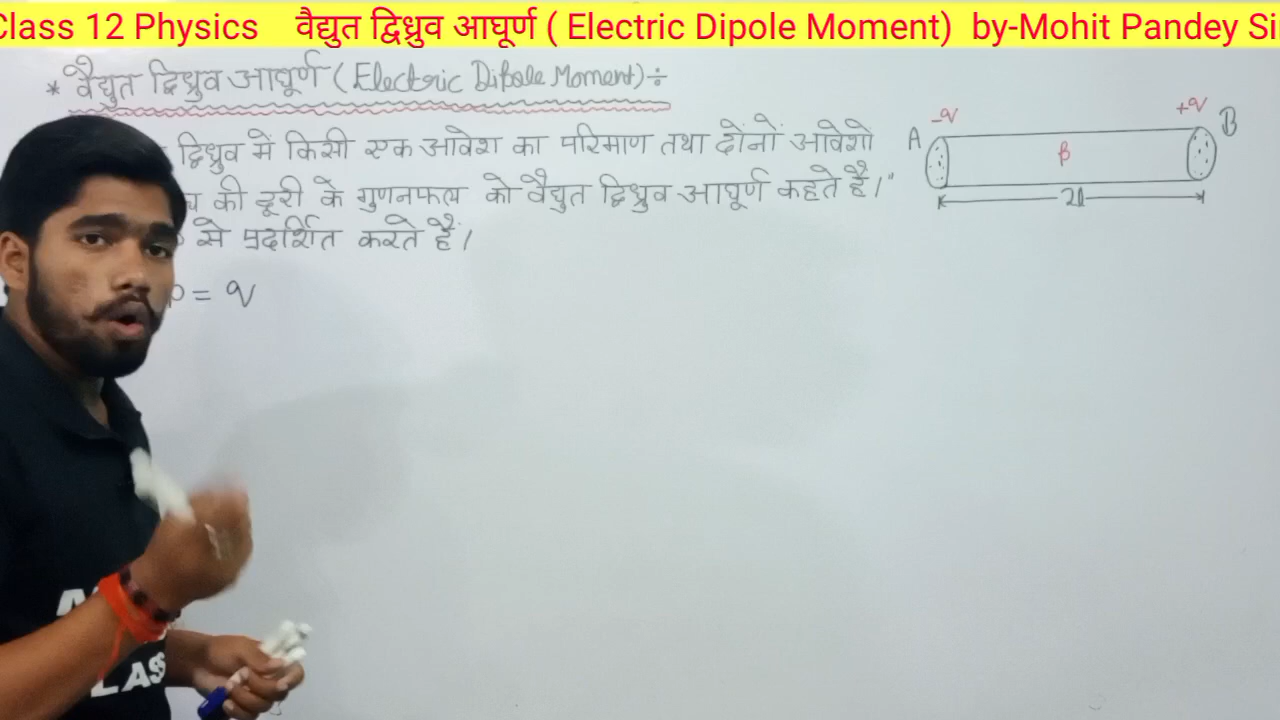 Class 12 Physics वैद्युत द्विध्रुव आघूर्ण ( Electric Dipole Moment) by-Mohit Pandey Si
* वैद्युत द्विध्रुव आघूर्ण ( Electric Dipole Moment) ÷
द्विध्रुव में किसी एक आवेश का परिमाण तथा दोनों आवेशो
की दूरी के गुणनफल को वैद्युत द्विध्रुव आघूर्ण कहते है।"
से प्रदर्शित करते हैं।
p = q
-q +q
A B
p
2l
LASS